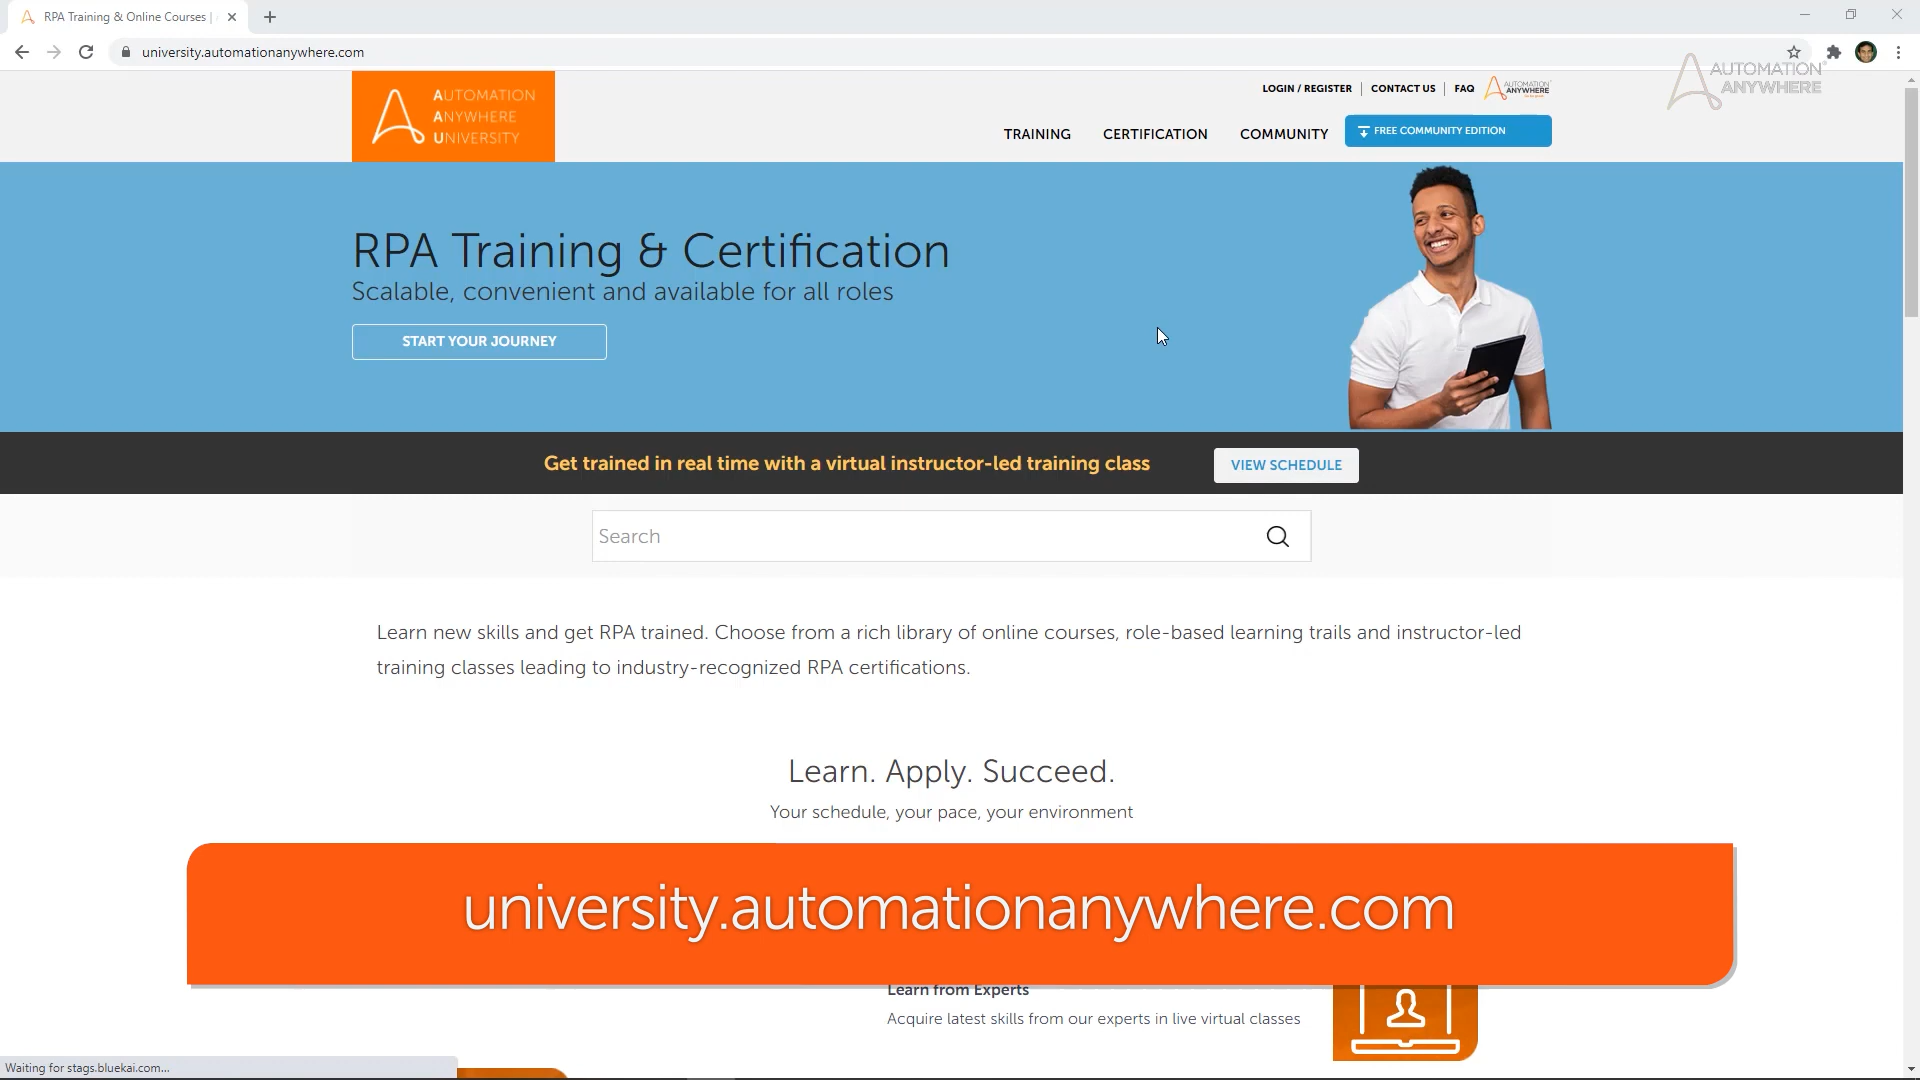 RPA Training & Online Courses |
university.automationanywhere.com
AUTOMATION
ANYWHERE
UNIVERSITY
LOGIN / REGISTER
CONTACT US
FAQ
AUTOMATION
ANYWHERE
AUTOMATION
ANYWHERE
TRAINING
CERTIFICATION
COMMUNITY
FREE COMMUNITY EDITION
RPA Training & Certification
Scalable, convenient and available for all roles
START YOUR JOURNEY
Get trained in real time with a virtual instructor-led training class
VIEW SCHEDULE
Search
Learn new skills and get RPA trained. Choose from a rich library of online courses, role-based learning trails and instructor-led
training classes leading to industry-recognized RPA certifications.
Learn. Apply. Succeed.
Your schedule, your pace, your environment
university.automationanywhere.com
Learn from Experts
Acquire latest skills from our experts in live virtual classes
Waiting for stags.bluekai.com...